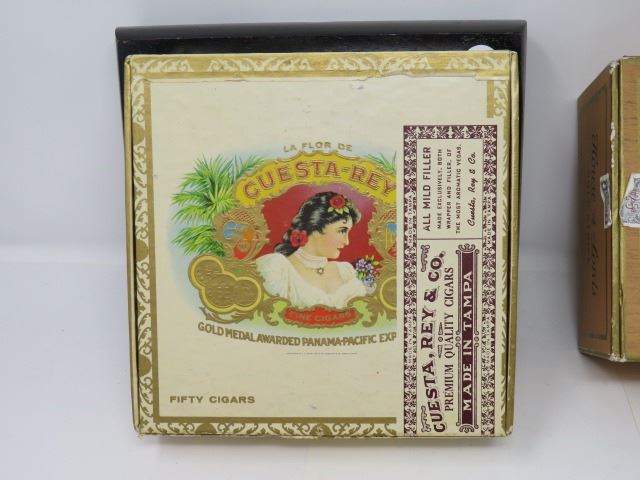 LA FLOR DE
CUESTA-REY
FINE CIGARS
GOLD MEDAL AWARDED PANAMA-PACIFIC EXP
FIFTY CIGARS
ALL MILD FILLER
MADE EXCLUSIVELY, BOTH
WRAPPER AND FILLER, OF
THE MOST AROMATIC VEGAS.
Cuesta, Rey & Co.
CUESTA, REY & CO.
PREMIUM QUALITY CIGARS
MADE IN TAMPA